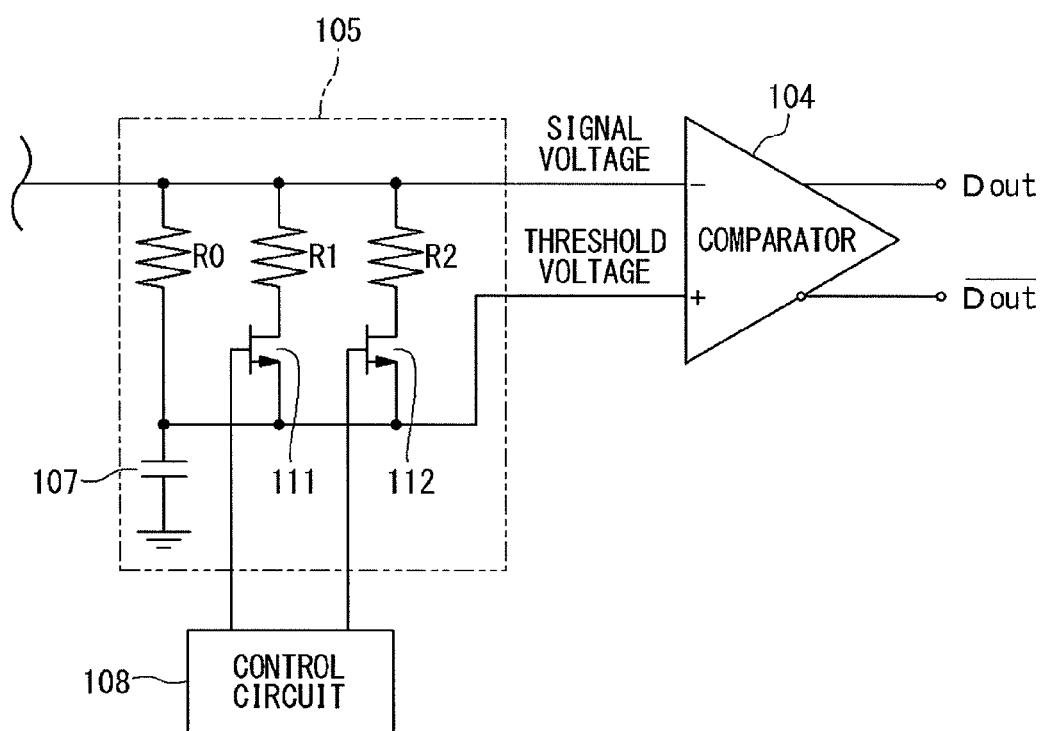 105
104
SIGNAL
VOLTAGE
−
Dout
R0
R1
R2
THRESHOLD
VOLTAGE
COMPARATOR
+
Dout
107
111
112
108
CONTROL
CIRCUIT